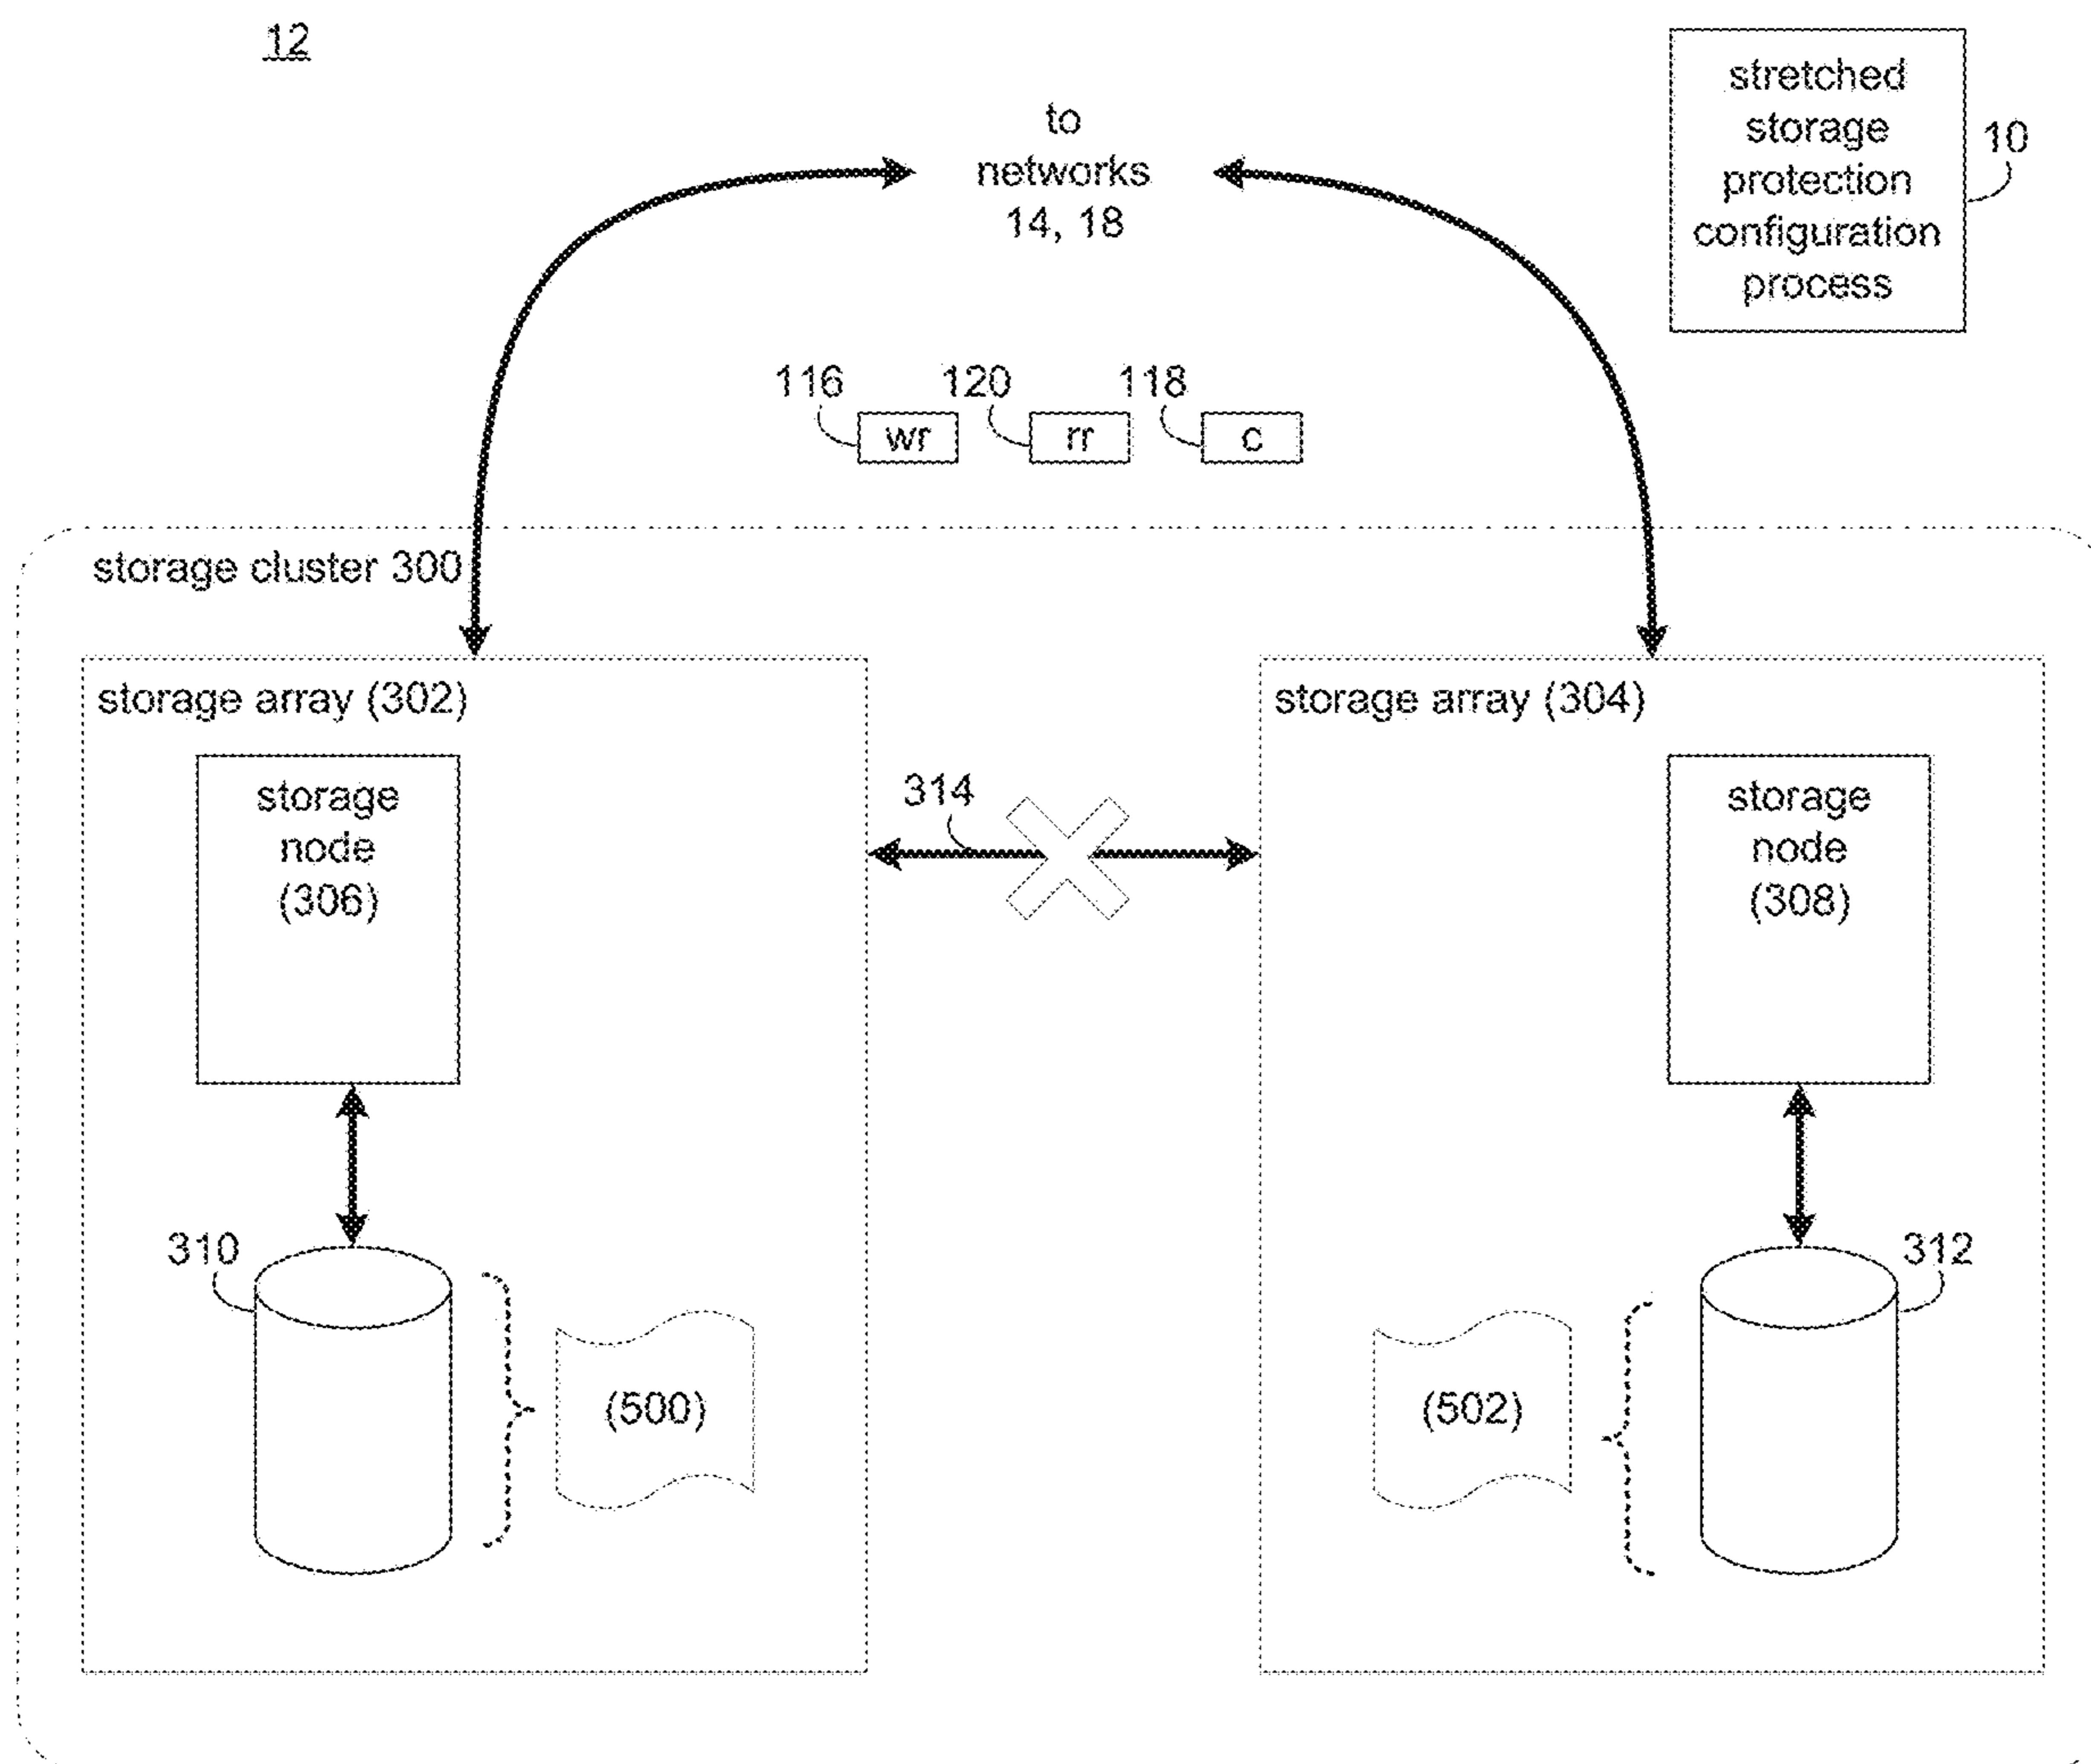 12
to
networks
14, 18
stretched
storage
protection
configuration
process
10
116
wr
120
rr
118
c
storage cluster 300
storage array (302)
storage
node
(306)
310
(500)
314
storage array (304)
storage
node
(308)
312
(502)